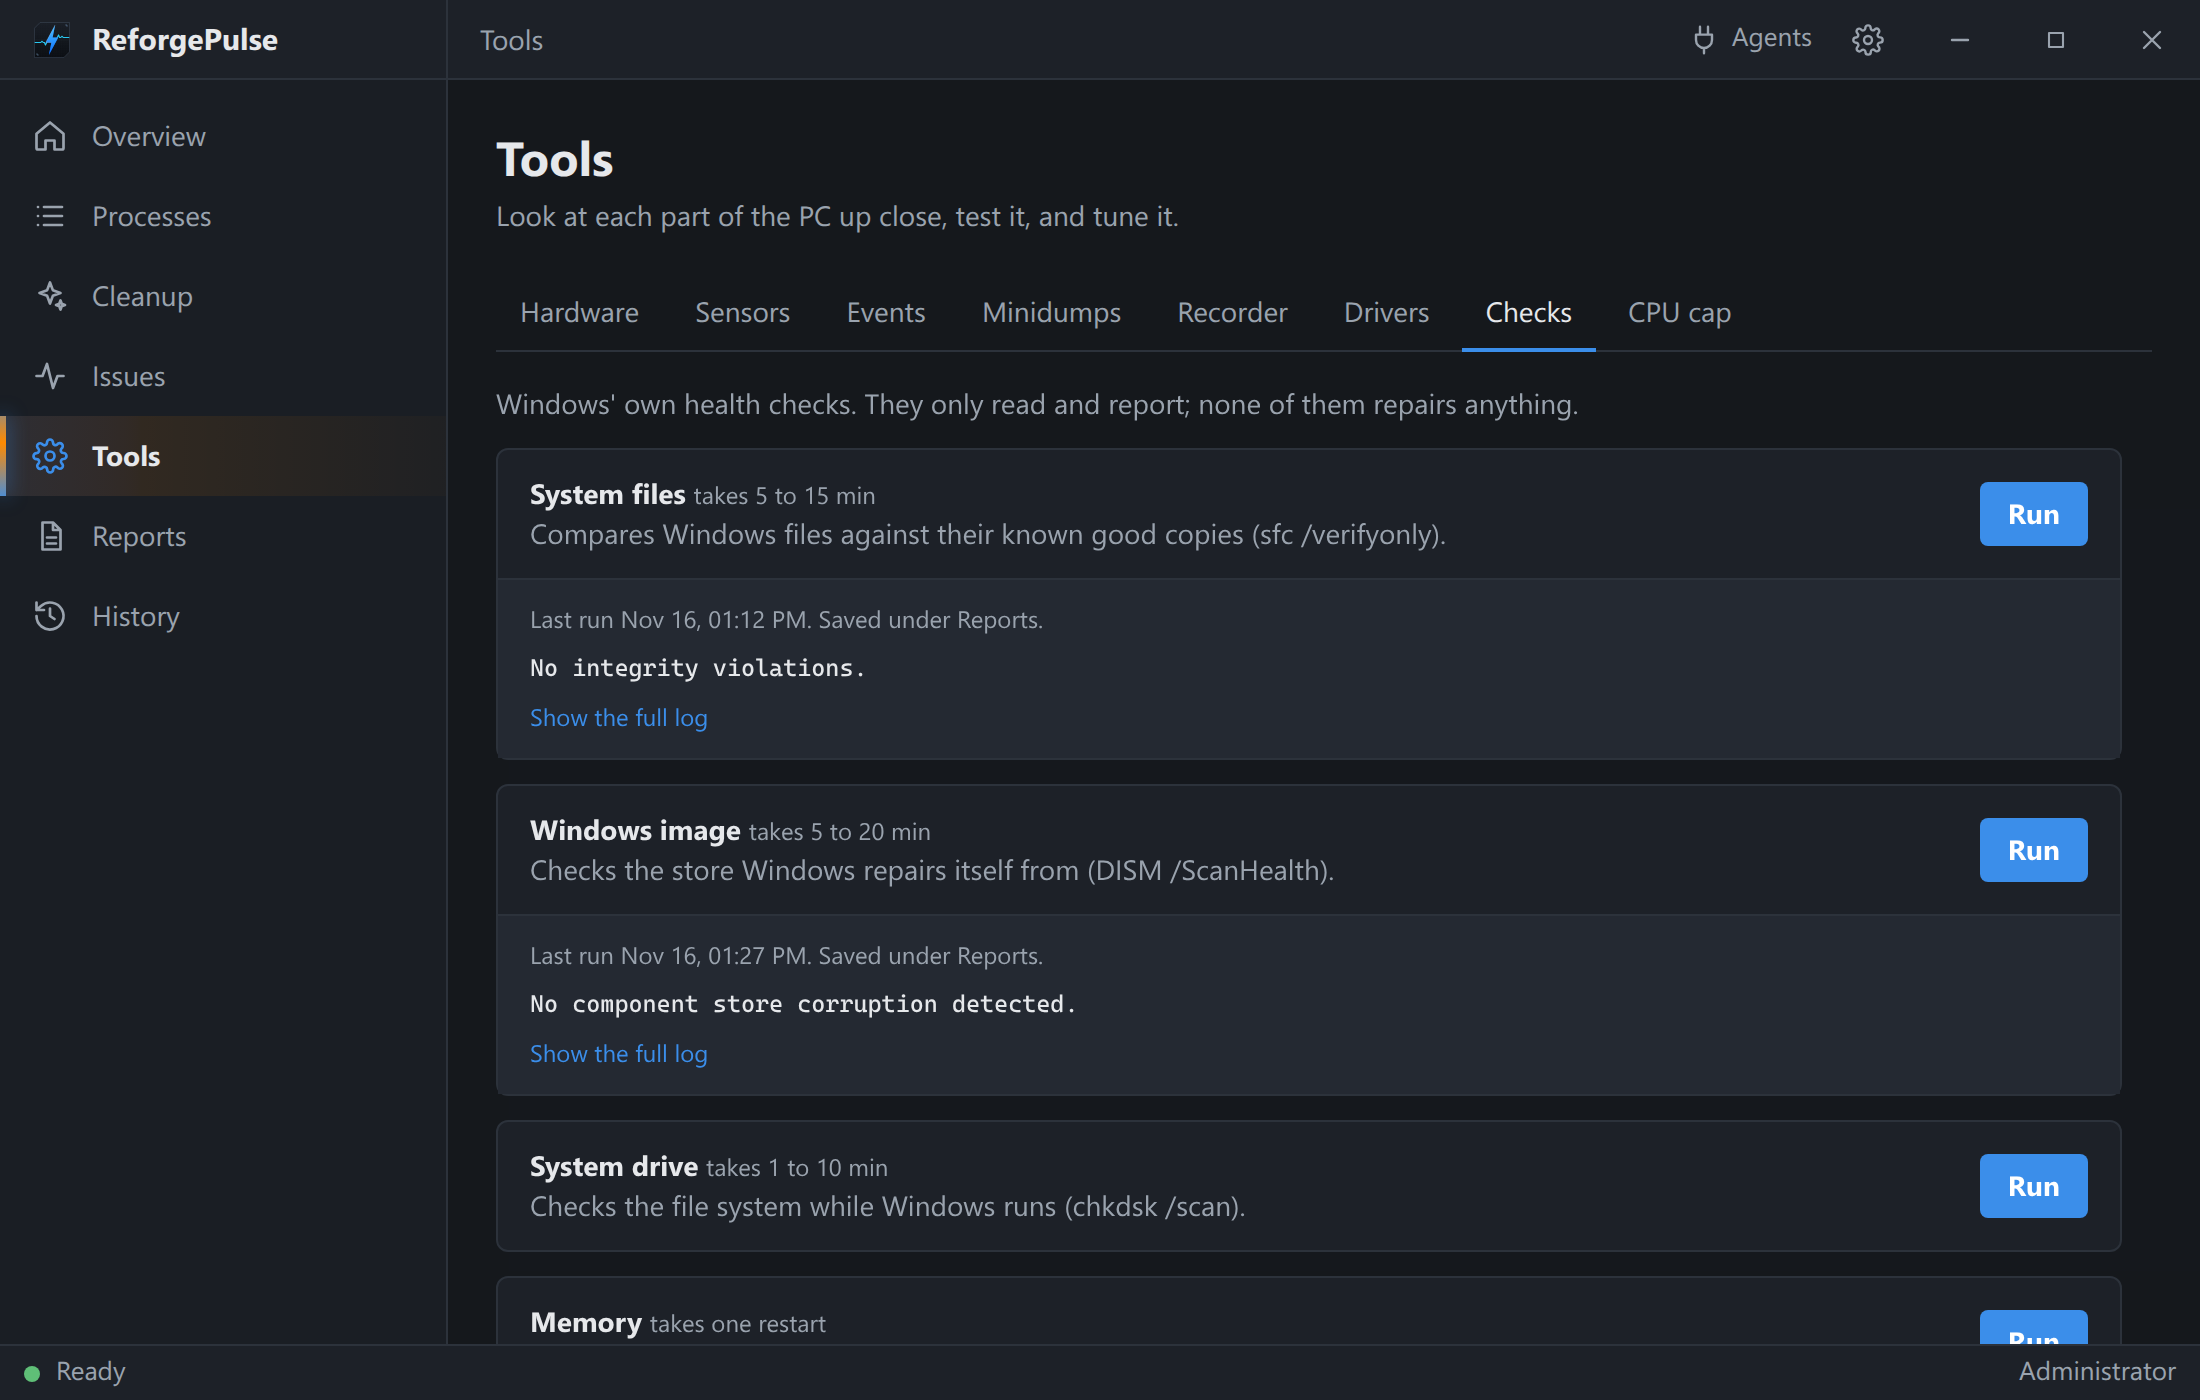 ReforgePulse
Tools
Agents
Overview
Processes
Cleanup
Issues
Tools
Reports
History
Tools
Look at each part of the PC up close, test it, and tune it.
Hardware Sensors Events Minidumps Recorder Drivers Checks CPU cap
Windows' own health checks. They only read and report; none of them repairs anything.
System files takes 5 to 15 min
Compares Windows files against their known good copies (sfc /verifyonly).
Run
Last run Nov 16, 01:12 PM. Saved under Reports.
No integrity violations.
Show the full log
Windows image takes 5 to 20 min
Checks the store Windows repairs itself from (DISM /ScanHealth).
Run
Last run Nov 16, 01:27 PM. Saved under Reports.
No component store corruption detected.
Show the full log
System drive takes 1 to 10 min
Checks the file system while Windows runs (chkdsk /scan).
Run
Memory takes one restart
Run
Ready
Administrator